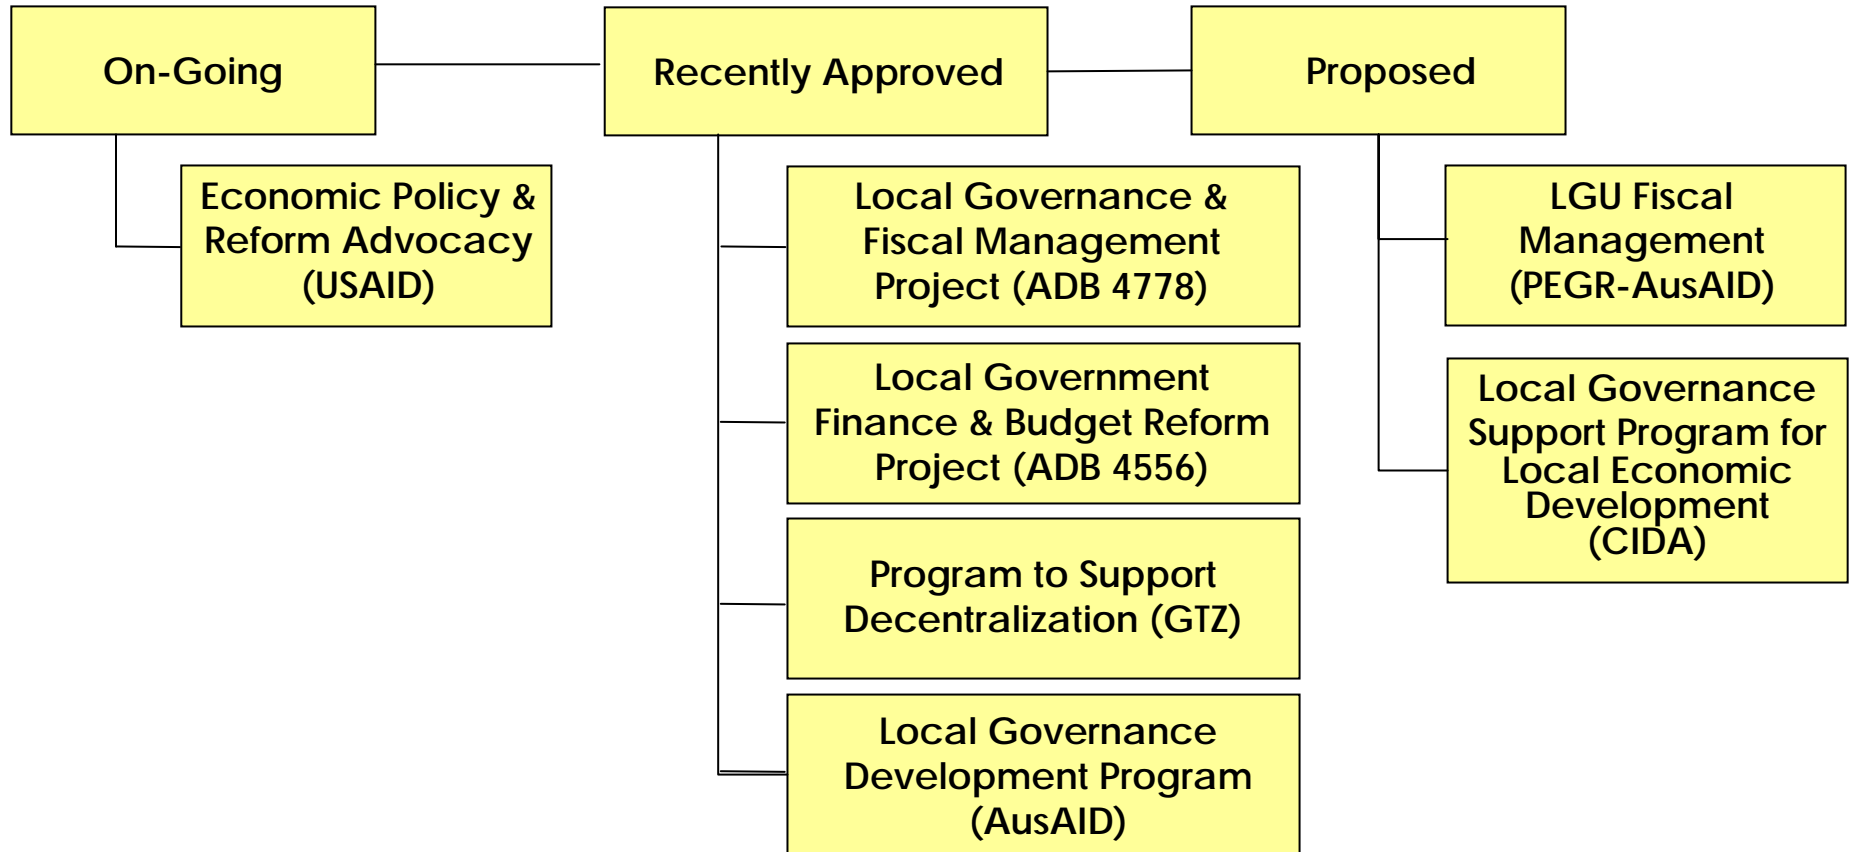 On-Going
Recently Approved
Proposed
Economic Policy &
Reform Advocacy
(USAID)
Local Governance &
Fiscal Management
Project (ADB 4778)
Local Government
Finance & Budget Reform
Project (ADB 4556)
Program to Support
Decentralization (GTZ)
Local Governance
Development Program
(AusAID)
LGU Fiscal
Management
(PEGR-AusAID)
Local Governance
Support Program for
Local Economic
Development
(CIDA)